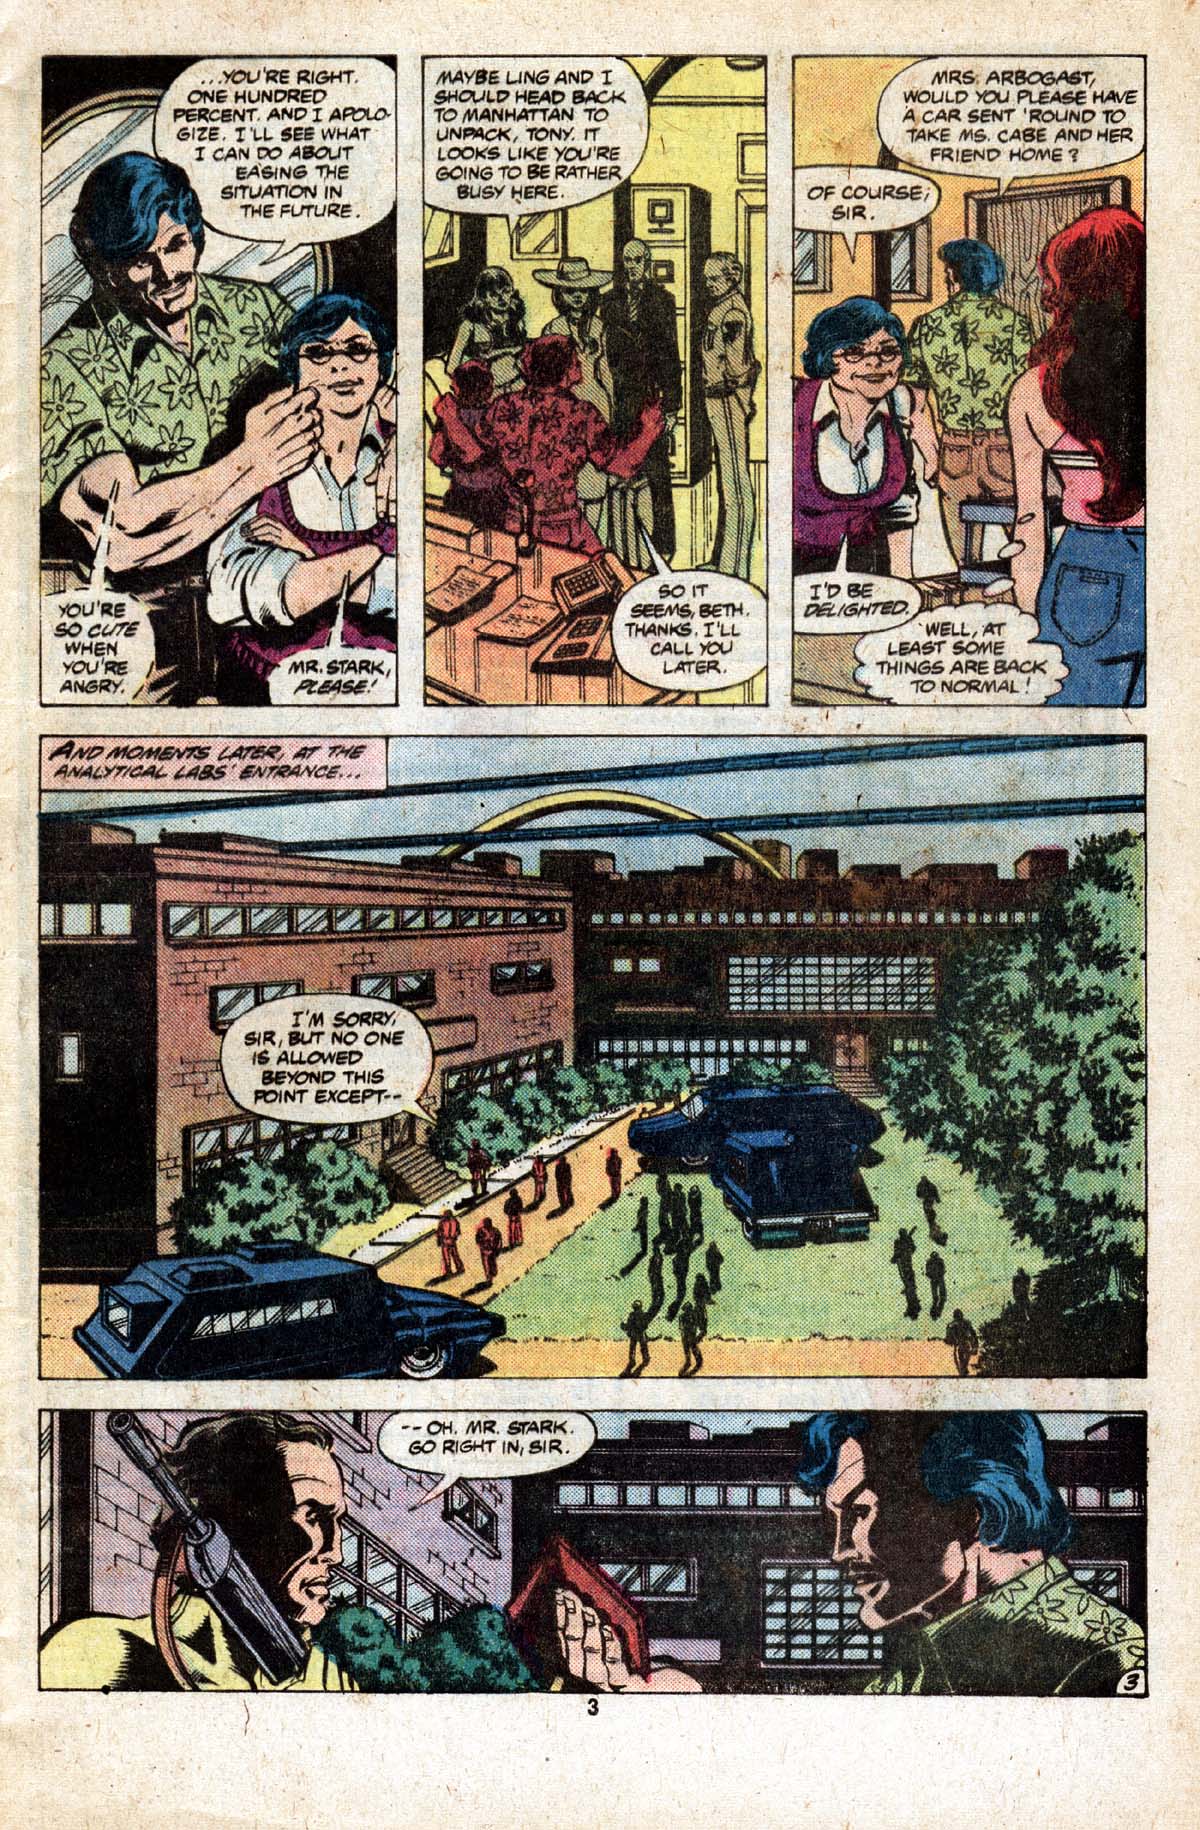 ...YOU'RE RIGHT.
ONE HUNDRED
PERCENT. AND I APOLO-
GIZE. I'LL SEE WHAT
I CAN DO ABOUT
EASING THE
SITUATION IN
THE FUTURE.
YOU'RE
SO CUTE
WHEN
YOU'RE
ANGRY.
MR. STARK,
PLEASE!
MAYBE LING AND I
SHOULD HEAD BACK
TO MANHATTAN TO
UNPACK, TONY. IT
LOOKS LIKE YOU'RE
GOING TO BE RATHER
BUSY HERE.
SO IT
SEEMS, BETH.
THANKS. I'LL
CALL YOU
LATER.
MRS. ARBOGAST,
WOULD YOU PLEASE HAVE
A CAR SENT 'ROUND TO
TAKE MS. CABE AND HER
FRIEND HOME?
OF COURSE,
SIR.
I'D BE
DELIGHTED.
WELL, AT
LEAST SOME
THINGS ARE BACK
TO NORMAL!
AND MOMENTS LATER, AT THE
ANALYTICAL LABS' ENTRANCE...
I'M SORRY,
SIR, BUT NO ONE
IS ALLOWED
BEYOND THIS
POINT EXCEPT--
-- OH. MR. STARK.
GO RIGHT IN, SIR.
3
3